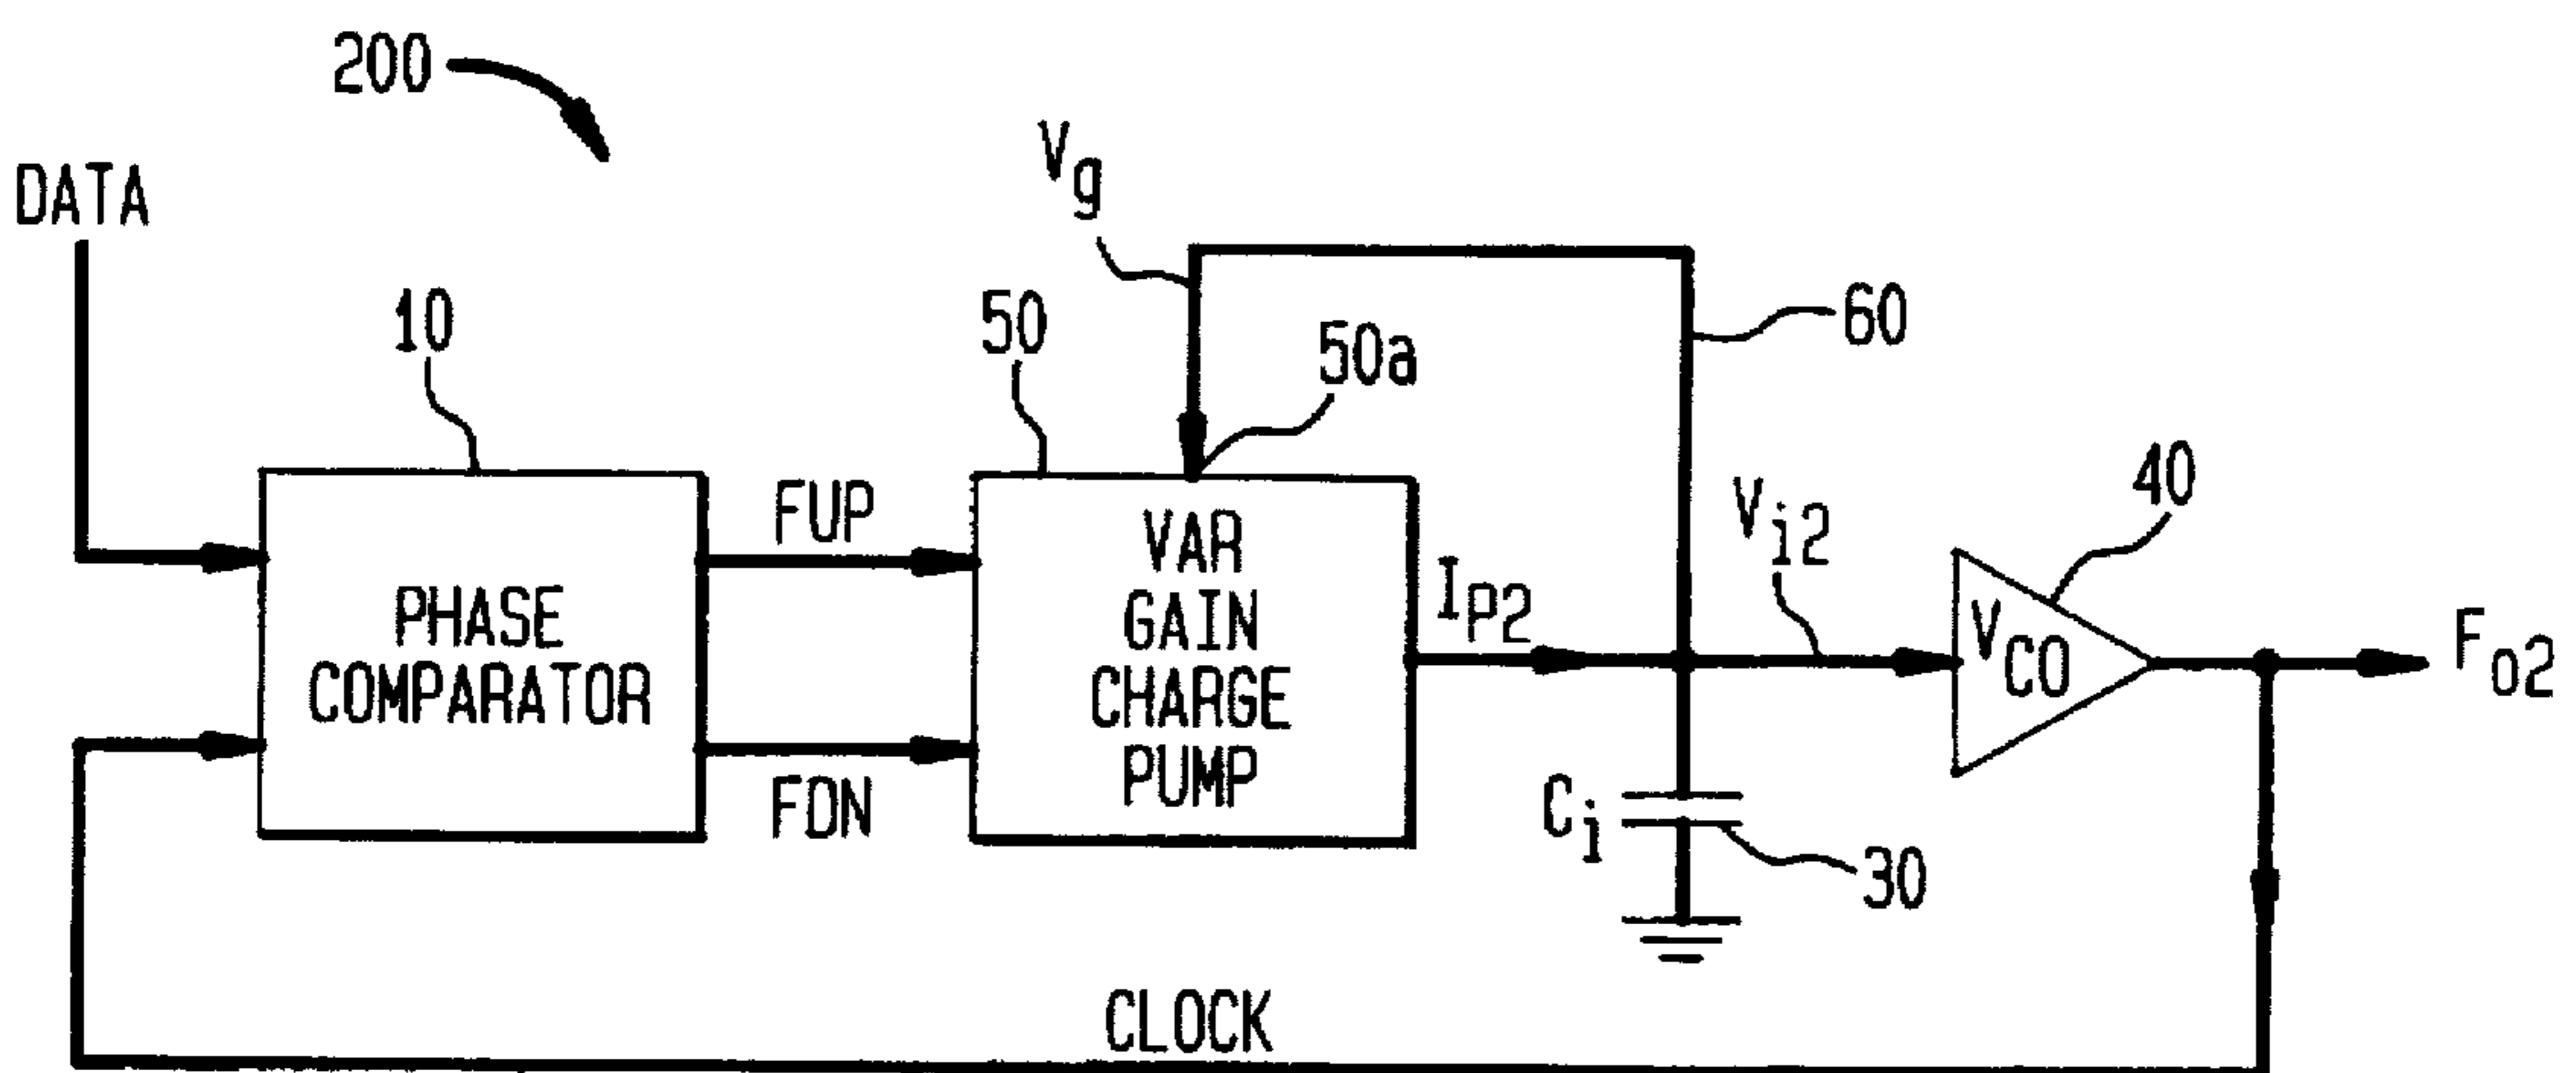 200
DATA
Vg
10
50
50a
60
40
FUP
VAR
GAIN
CHARGE
PUMP
PHASE
COMPARATOR
FDN
IP2
Vi2
VCO
Fo2
Ci
30
CLOCK